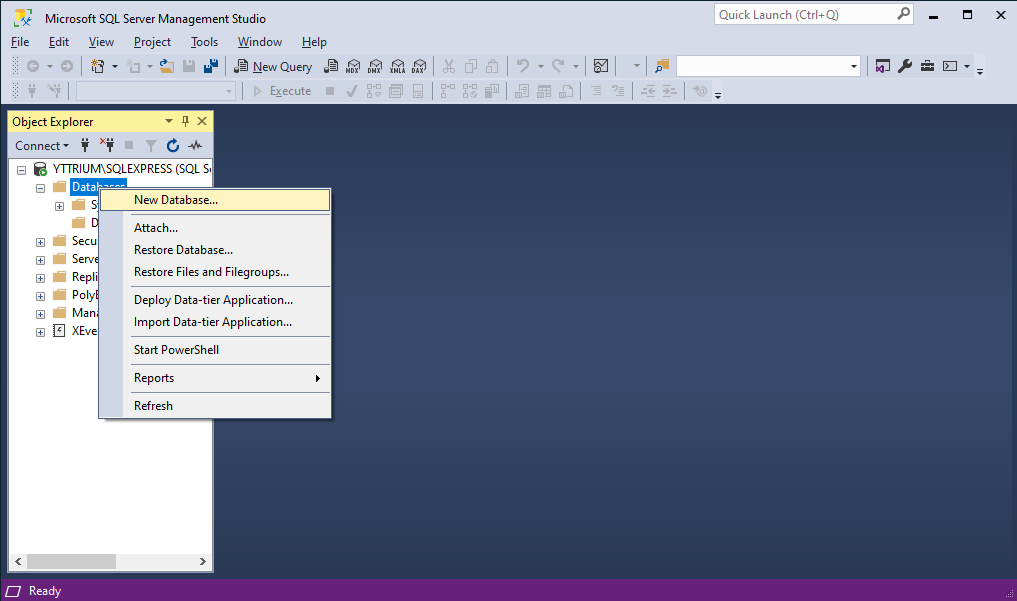 Microsoft SQL Server Management Studio
Quick Launch (Ctrl+Q)
File Edit View Project Tools Window Help
New Query MDX DMX XMLA DAX
Execute
Object Explorer
Connect
YTTRIUM\SQLEXPRESS (SQL S
Databases
New Database...
Attach...
Restore Database...
Restore Files and Filegroups...
Deploy Data-tier Application...
Import Data-tier Application...
Start PowerShell
Reports
Refresh
S
D
Secu
Serve
Repli
PolyB
Mana
XEve
Ready